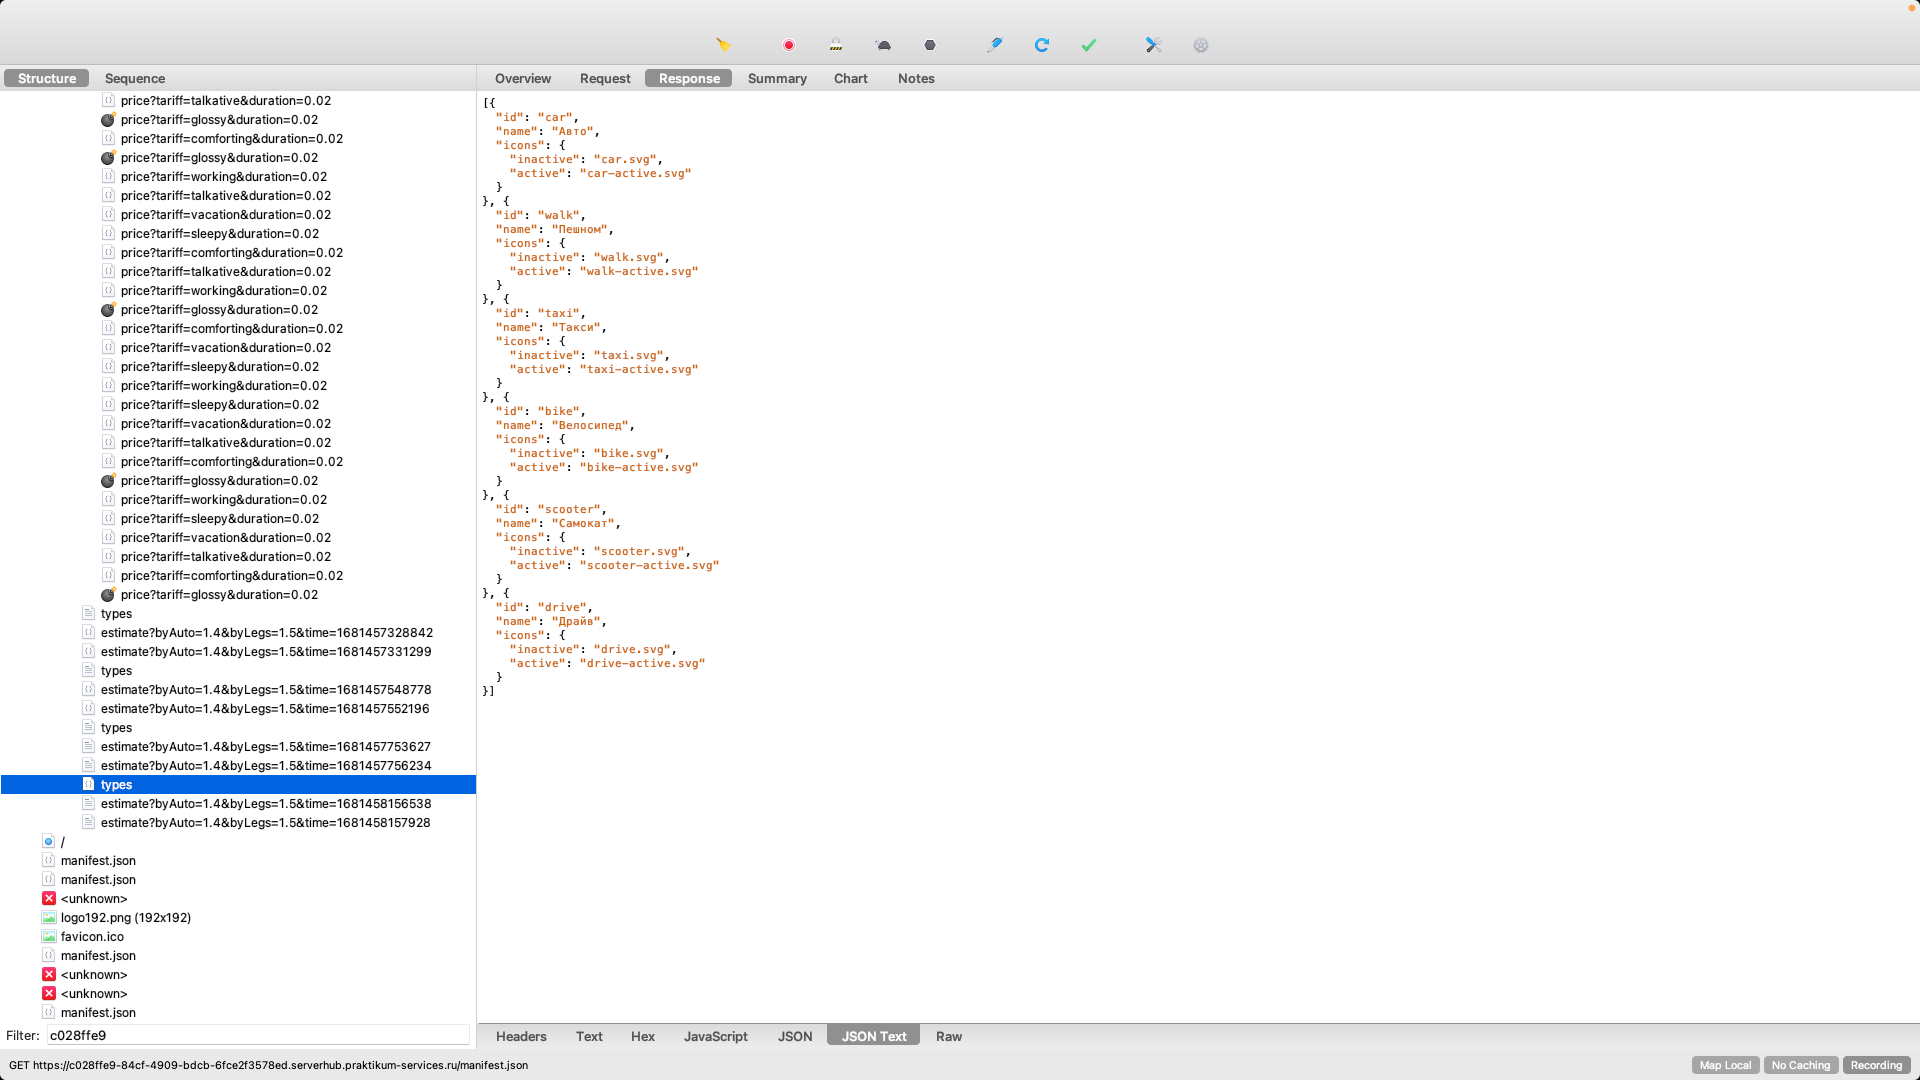 Structure
Sequence
price?tariff=talkative&duration=0.02
price?tariff=glossy&duration=0.02
price?tariff=comforting&duration=0.02
price?tariff=glossy&duration=0.02
price?tariff=working&duration=0.02
price?tariff=talkative&duration=0.02
price?tariff=vacation&duration=0.02
price?tariff=sleepy&duration=0.02
price?tariff=comforting&duration=0.02
price?tariff=talkative&duration=0.02
price?tariff=working&duration=0.02
price?tariff=glossy&duration=0.02
price?tariff=comforting&duration=0.02
price?tariff=vacation&duration=0.02
price?tariff=sleepy&duration=0.02
price?tariff=working&duration=0.02
price?tariff=sleepy&duration=0.02
price?tariff=vacation&duration=0.02
price?tariff=talkative&duration=0.02
price?tariff=comforting&duration=0.02
price?tariff=glossy&duration=0.02
price?tariff=working&duration=0.02
price?tariff=sleepy&duration=0.02
price?tariff=vacation&duration=0.02
price?tariff=talkative&duration=0.02
price?tariff=comforting&duration=0.02
price?tariff=glossy&duration=0.02
types
estimate?byAuto=1.4&byLegs=1.5&time=1681457328842
estimate?byAuto=1.4&byLegs=1.5&time=1681457331299
types
estimate?byAuto=1.4&byLegs=1.5&time=1681457548778
estimate?byAuto=1.4&byLegs=1.5&time=1681457552196
types
estimate?byAuto=1.4&byLegs=1.5&time=1681457753627
estimate?byAuto=1.4&byLegs=1.5&time=1681457756234
types
estimate?byAuto=1.4&byLegs=1.5&time=1681458156538
estimate?byAuto=1.4&byLegs=1.5&time=1681458157928
/
manifest.json
manifest.json
<unknown>
logo192.png (192x192)
favicon.ico
manifest.json
<unknown>
<unknown>
manifest.json
Filter: c028ffe9
Overview
Request
Response
Summary
Chart
Notes
[{
"id": "car",
"name": "Авто",
"icons": {
"inactive": "car.svg",
"active": "car-active.svg"
}
}, {
"id": "walk",
"name": "Пешном",
"icons": {
"inactive": "walk.svg",
"active": "walk-active.svg"
}
}, {
"id": "taxi",
"name": "Такси",
"icons": {
"inactive": "taxi.svg",
"active": "taxi-active.svg"
}
}, {
"id": "bike",
"name": "Велосипед",
"icons": {
"inactive": "bike.svg",
"active": "bike-active.svg"
}
}, {
"id": "scooter",
"name": "Самокат",
"icons": {
"inactive": "scooter.svg",
"active": "scooter-active.svg"
}
}, {
"id": "drive",
"name": "Драйв",
"icons": {
"inactive": "drive.svg",
"active": "drive-active.svg"
}
}]
Headers
Text
Hex
JavaScript
JSON
JSON Text
Raw
GET https://c028ffe9-84cf-4909-bdcb-6fce2f3578ed.serverhub.praktikum-services.ru/manifest.json
Map Local
No Caching
Recording